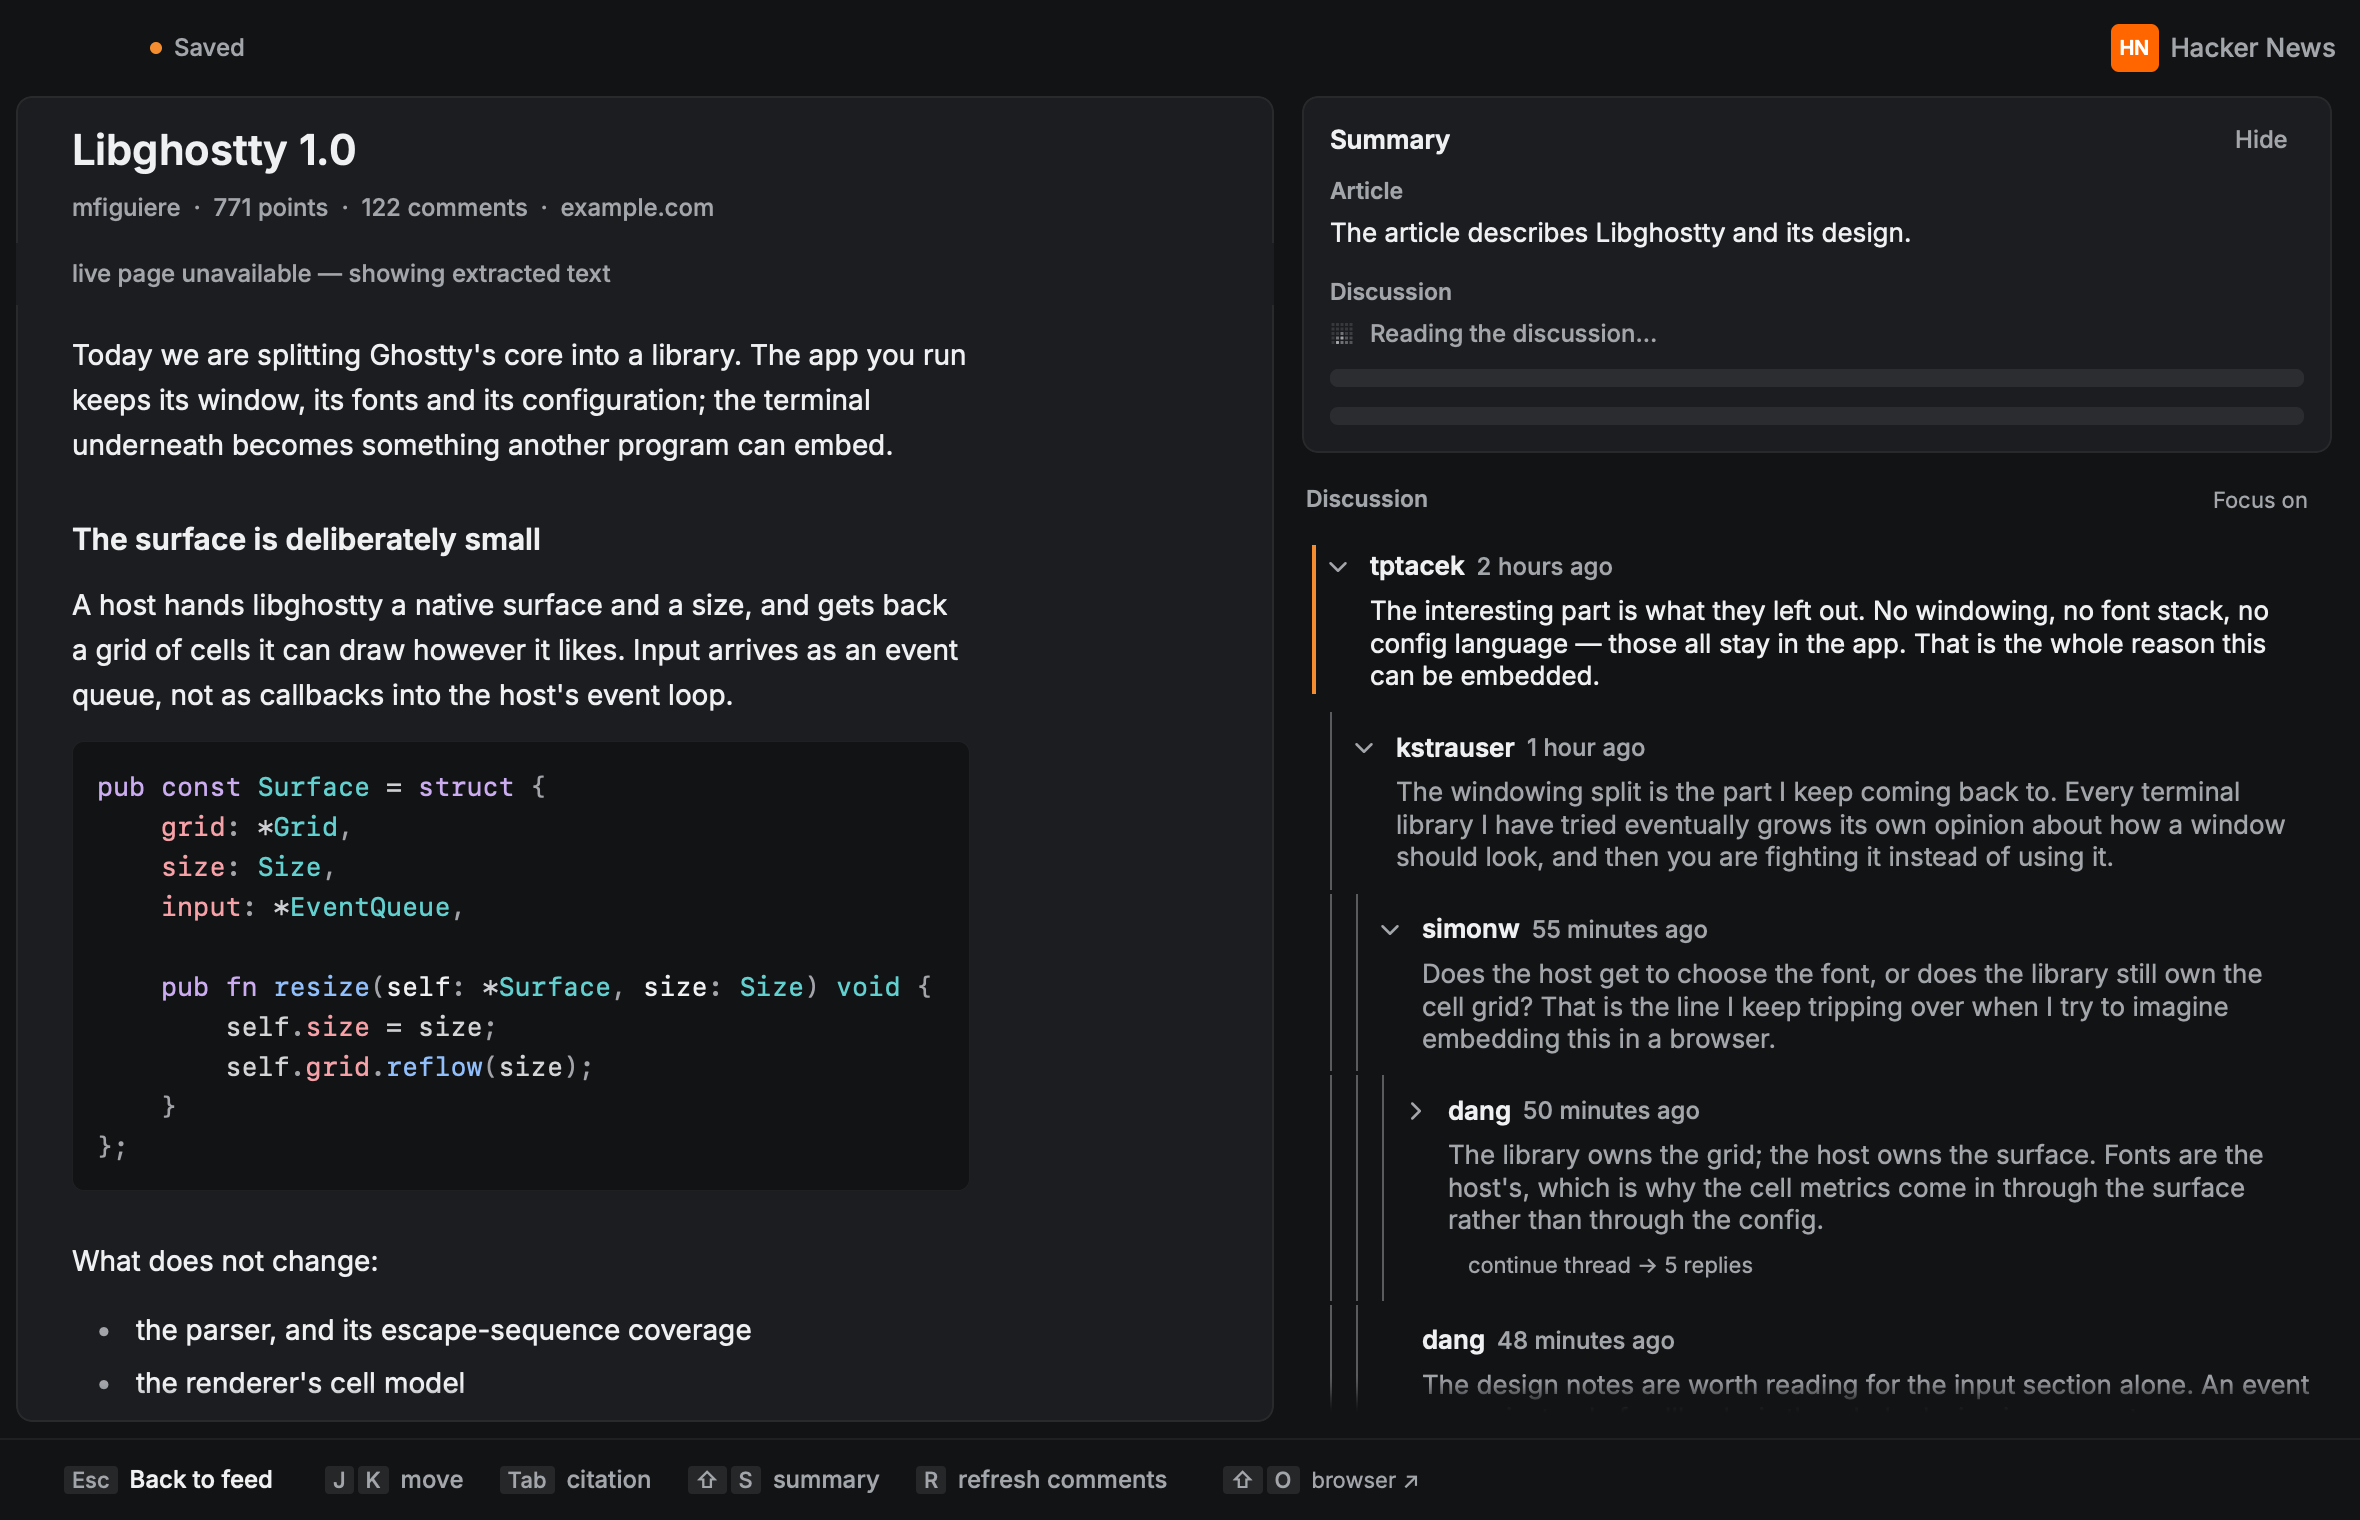 Saved
HN Hacker News
Libghostty 1.0
mfiguiere · 771 points · 122 comments · example.com
live page unavailable — showing extracted text
Today we are splitting Ghostty's core into a library. The app you run
keeps its window, its fonts and its configuration; the terminal
underneath becomes something another program can embed.
The surface is deliberately small
A host hands libghostty a native surface and a size, and gets back
a grid of cells it can draw however it likes. Input arrives as an event
queue, not as callbacks into the host's event loop.
pub const Surface = struct {
    grid: *Grid,
    size: Size,
    input: *EventQueue,

    pub fn resize(self: *Surface, size: Size) void {
        self.size = size;
        self.grid.reflow(size);
    }
};
What does not change:
• the parser, and its escape-sequence coverage
• the renderer's cell model
Summary
Hide
Article
The article describes Libghostty and its design.
Discussion
Reading the discussion...
Discussion
Focus on
tptacek 2 hours ago
The interesting part is what they left out. No windowing, no font stack, no
config language — those all stay in the app. That is the whole reason this
can be embedded.
kstrauser 1 hour ago
The windowing split is the part I keep coming back to. Every terminal
library I have tried eventually grows its own opinion about how a window
should look, and then you are fighting it instead of using it.
simonw 55 minutes ago
Does the host get to choose the font, or does the library still own the
cell grid? That is the line I keep tripping over when I try to imagine
embedding this in a browser.
dang 50 minutes ago
The library owns the grid; the host owns the surface. Fonts are the
host's, which is why the cell metrics come in through the surface
rather than through the config.
continue thread → 5 replies
dang 48 minutes ago
The design notes are worth reading for the input section alone. An event
Esc Back to feed J K move Tab citation ⇧ S summary R refresh comments ⇧ O browser ↗